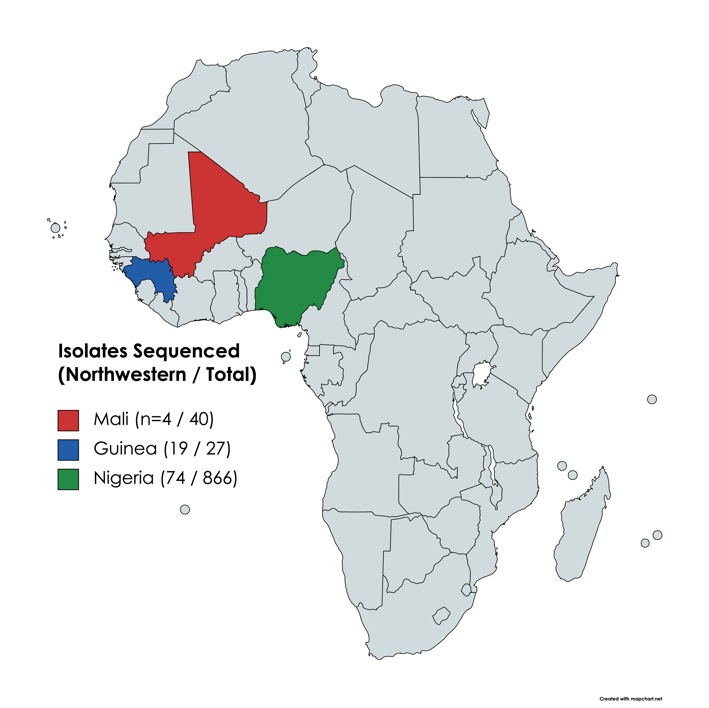 Isolates Sequenced
(Northwestern / Total)
Mali (n=4 / 40)
Guinea (19 / 27)
Nigeria (74 / 866)
Created with mapchart.net